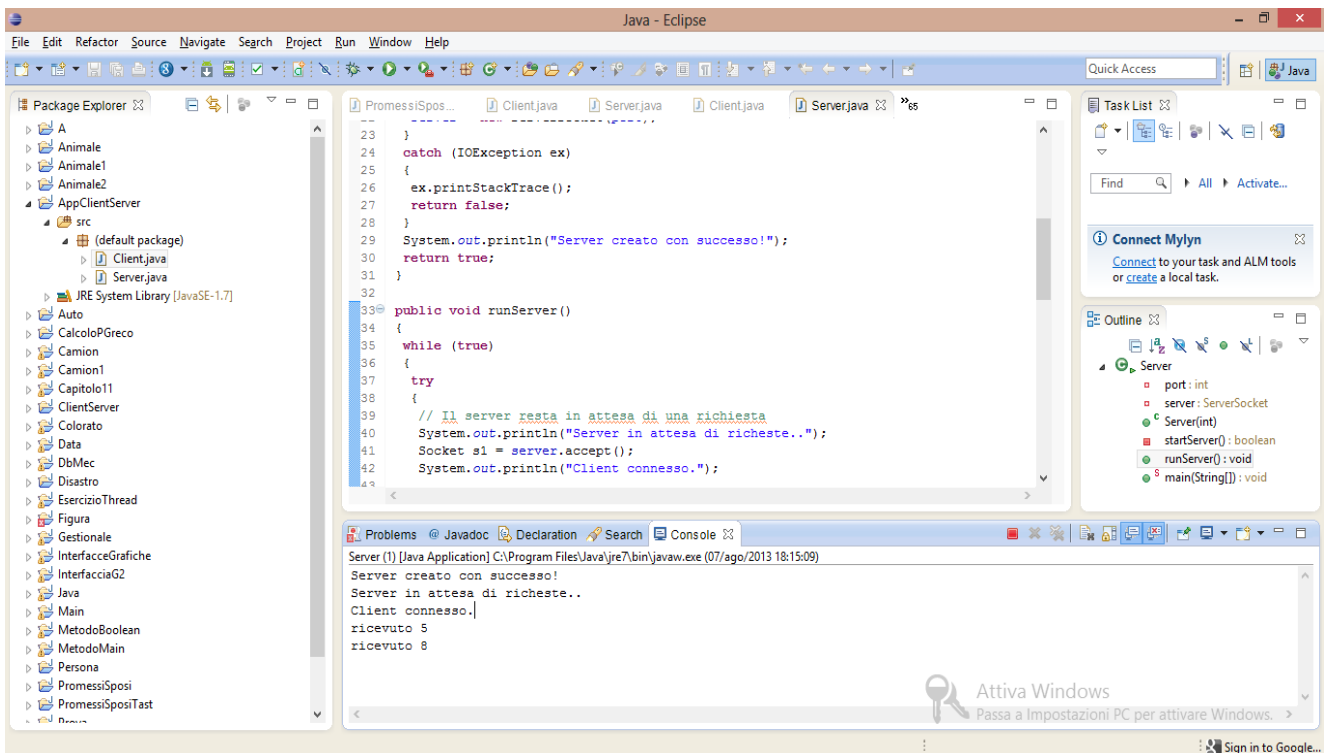 Java - Eclipse
File Edit Refactor Source Navigate Search Project Run Window Help
Quick Access
Java
Package Explorer
A
Animale
Animale1
Animale2
AppClientServer
src
(default package)
Client.java
Server.java
JRE System Library [JavaSE-1.7]
Auto
CalcoloPGreco
Camion
Camion1
Capitolo11
ClientServer
Colorato
Data
DbMec
Disastro
EsercizioThread
Figura
Gestionale
InterfacceGrafiche
InterfacciaG2
Java
Main
MetodoBoolean
MetodoMain
Persona
PromessiSposi
PromessiSposiTast
PromessiSpos... Client.java Server.java Client.java Server.java »65
23 }
24 catch (IOException ex)
25 {
26 ex.printStackTrace();
27 return false;
28 }
29 System.out.println("Server creato con successo!");
30 return true;
31 }
32
33 public void runServer()
34 {
35 while (true)
36 {
37 try
38 {
39 // Il server resta in attesa di una richiesta
40 System.out.println("Server in attesa di richeste..");
41 Socket s1 = server.accept();
42 System.out.println("Client connesso.");
43
Task List
Find All Activate...
Connect Mylyn
Connect to your task and ALM tools
or create a local task.
Outline
Server
port : int
server : ServerSocket
Server(int)
startServer() : boolean
runServer() : void
main(String[]) : void
Problems @ Javadoc Declaration Search Console
Server (1) [Java Application] C:\Program Files\Java\jre7\bin\javaw.exe (07/ago/2013 18:15:09)
Server creato con successo!
Server in attesa di richeste..
Client connesso.
ricevuto 5
ricevuto 8
Attiva Windows
Passa a Impostazioni PC per attivare Windows.
Sign in to Google...